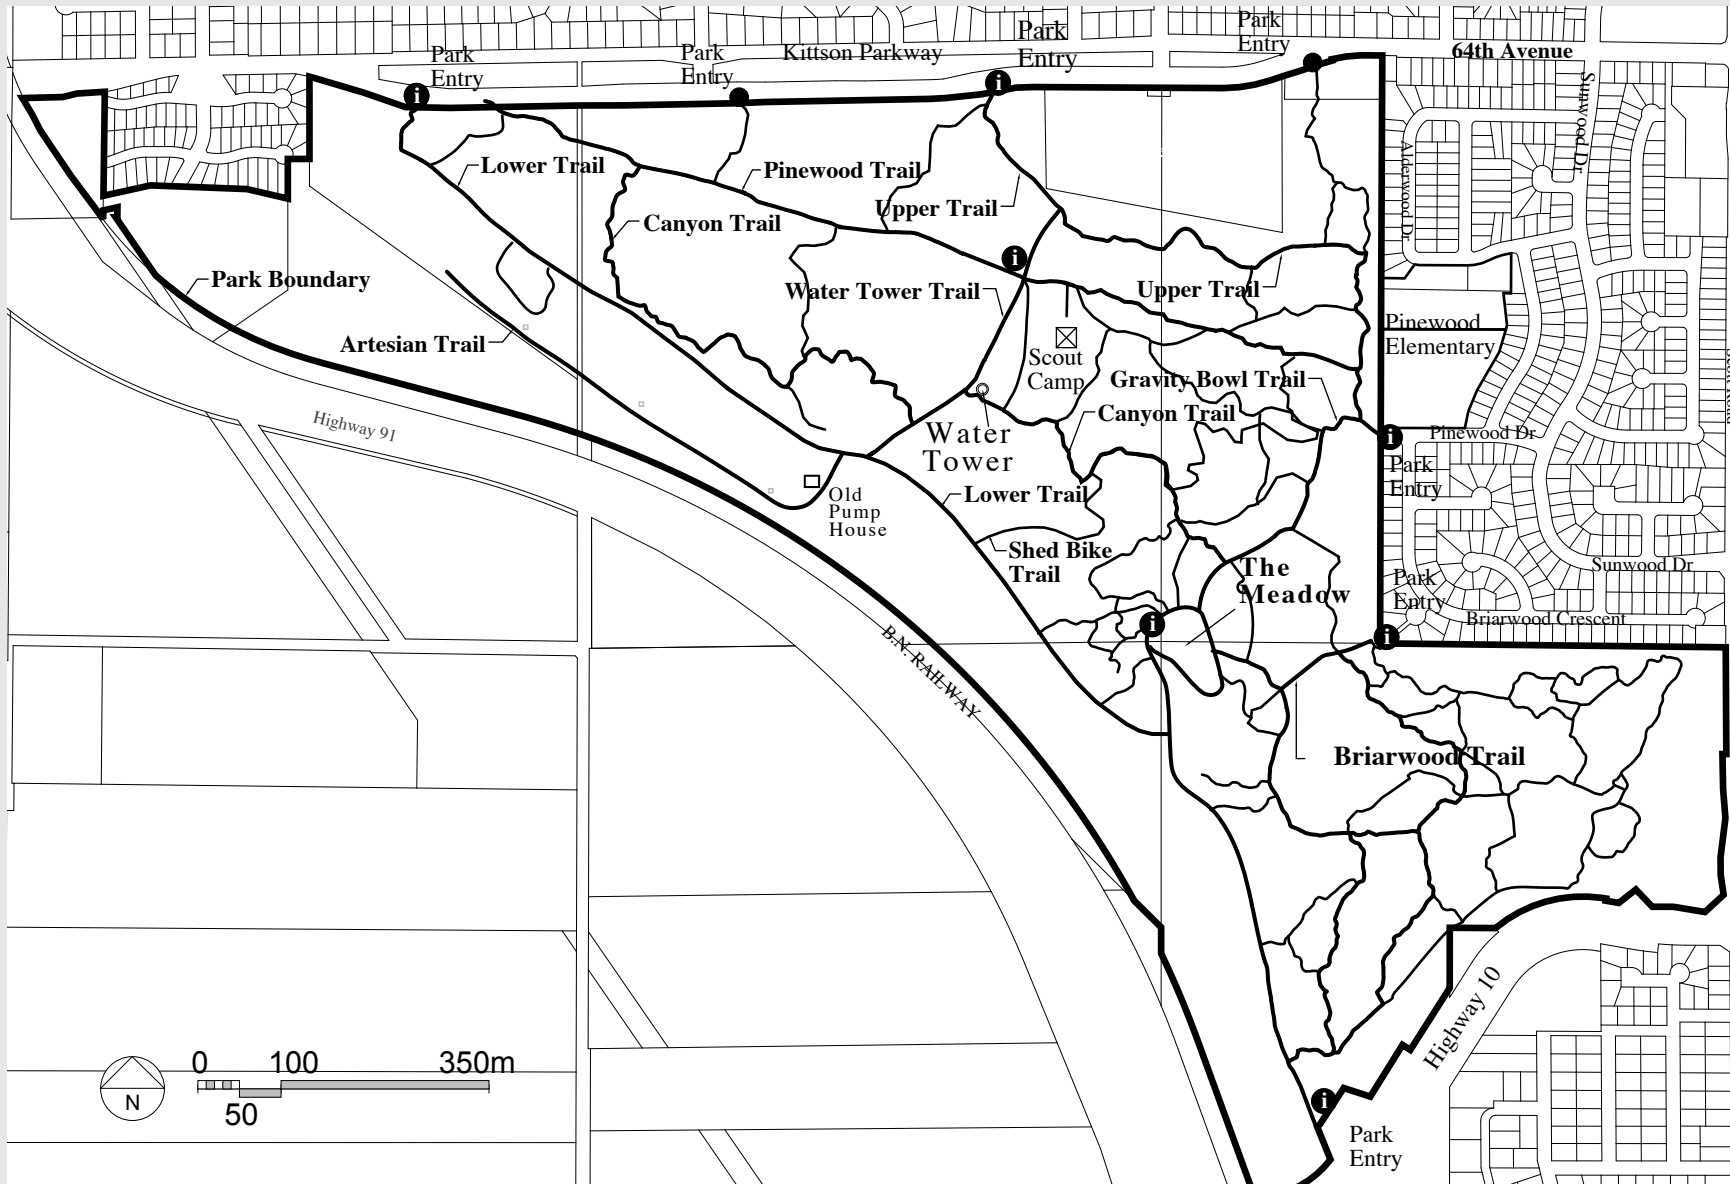 Park
Entry
Park
Entry
Kittson Parkway
Park
Entry
Park
Entry
64th Avenue
i
i
Sunwood Dr
Alderwood Dr
Lower Trail
Pinewood Trail
Upper Trail
Canyon Trail
i
Park Boundary
Water Tower Trail
Upper Trail
Artesian Trail
Pinewood
Elementary
Scout
Camp
Gravity Bowl Trail
Canyon Trail
Highway 91
Water
Tower
i
Pinewood Dr
Park
Entry
Old
Pump
House
Lower Trail
Shed Bike
Trail
The
Meadow
Sunwood Dr
Park
Entry
Briarwood Crescent
i
i
B.N. RAILWAY
Briarwood Trail
Highway 10
0 100 350m
50
N
i
Park
Entry